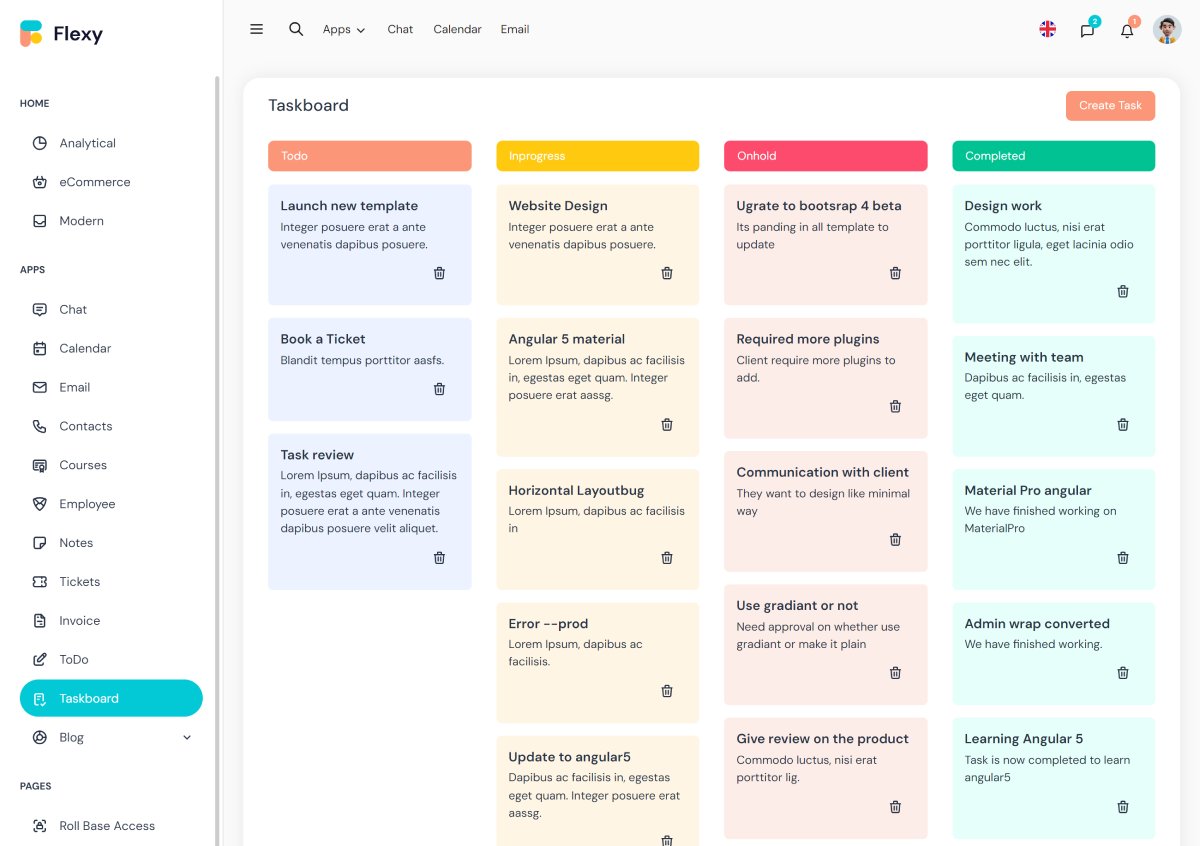 Flexy
HOME
Analytical
eCommerce
Modern
APPS
Chat
Calendar
Email
Contacts
Courses
Employee
Notes
Tickets
Invoice
ToDo
Taskboard
Blog
PAGES
Roll Base Access
Apps
Chat
Calendar
Email
2
1
Taskboard
Create Task
Todo
Launch new template
Integer posuere erat a ante
venenatis dapibus posuere.
Book a Ticket
Blandit tempus porttitor aasfs.
Task review
Lorem Ipsum, dapibus ac facilisis
in, egestas eget quam. Integer
posuere erat a ante venenatis
dapibus posuere velit aliquet.
Inprogress
Website Design
Integer posuere erat a ante
venenatis dapibus posuere.
Angular 5 material
Lorem Ipsum, dapibus ac facilisis
in, egestas eget quam. Integer
posuere erat aassg.
Horizontal Layoutbug
Lorem Ipsum, dapibus ac facilisis
in
Error --prod
Lorem Ipsum, dapibus ac
facilisis.
Update to angular5
Dapibus ac facilisis in, egestas
eget quam. Integer posuere erat
aassg.
Onhold
Ugrate to bootsrap 4 beta
Its panding in all template to
update
Required more plugins
Client require more plugins to
add.
Communication with client
They want to design like minimal
way
Use gradiant or not
Need approval on whether use
gradiant or make it plain
Give review on the product
Commodo luctus, nisi erat
porttitor lig.
Completed
Design work
Commodo luctus, nisi erat
porttitor ligula, eget lacinia odio
sem nec elit.
Meeting with team
Dapibus ac facilisis in, egestas
eget quam.
Material Pro angular
We have finished working on
MaterialPro
Admin wrap converted
We have finished working.
Learning Angular 5
Task is now completed to learn
angular5